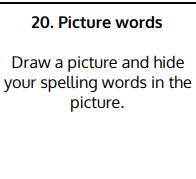 20. Picture words
Draw a picture and hide
your spelling words in the
picture.